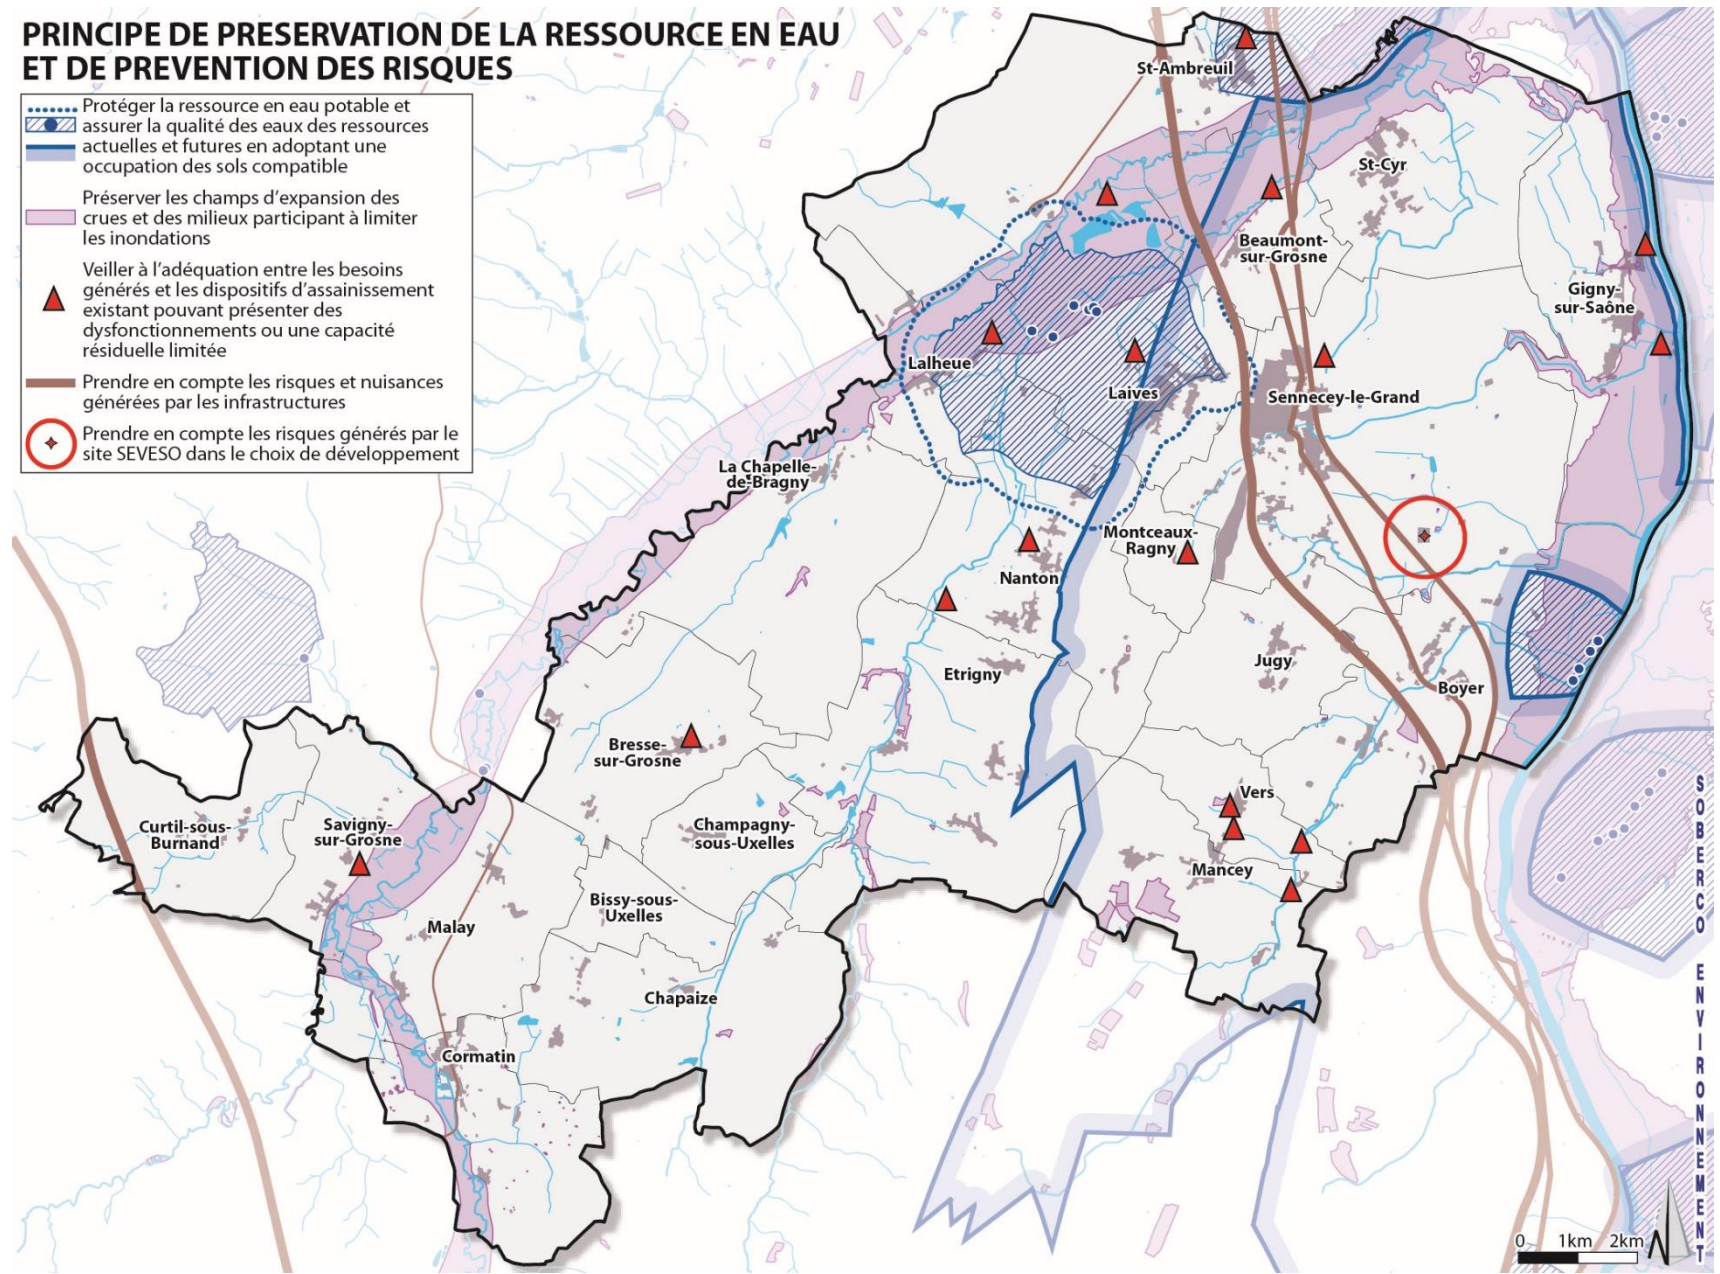 PRINCIPE DE PRESERVATION DE LA RESSOURCE EN EAU
ET DE PREVENTION DES RISQUES
Protéger la ressource en eau potable et
assurer la qualité des eaux des ressources
actuelles et futures en adoptant une
occupation des sols compatible
Préserver les champs d'expansion des
crues et des milieux participant à limiter
les inondations
Veiller à l'adéquation entre les besoins
générés et les dispositifs d'assainissement
existant pouvant présenter des
dysfonctionnements ou une capacité
résiduelle limitée
Prendre en compte les risques et nuisances
générées par les infrastructures
Prendre en compte les risques générés par le
site SEVESO dans le choix de développement
St-Ambreuil
St-Cyr
Beaumont-
sur-Grosne
Gigny-
sur-Saône
Lalheue
Laives
Sennecey-le-Grand
La Chapelle-
de-Bragny
Montceaux-
Ragny
Nanton
Jugy
Etrigny
Boyer
Bresse-
sur-Grosne
Vers
Curtil-sous-
Burnand
Savigny-
sur-Grosne
Champagny-
sous-Uxelles
Mancey
Bissy-sous-
Uxelles
Malay
Chapaize
Cormatin
SOBERCO ENVIRONNEMENT
0 1km 2km
N